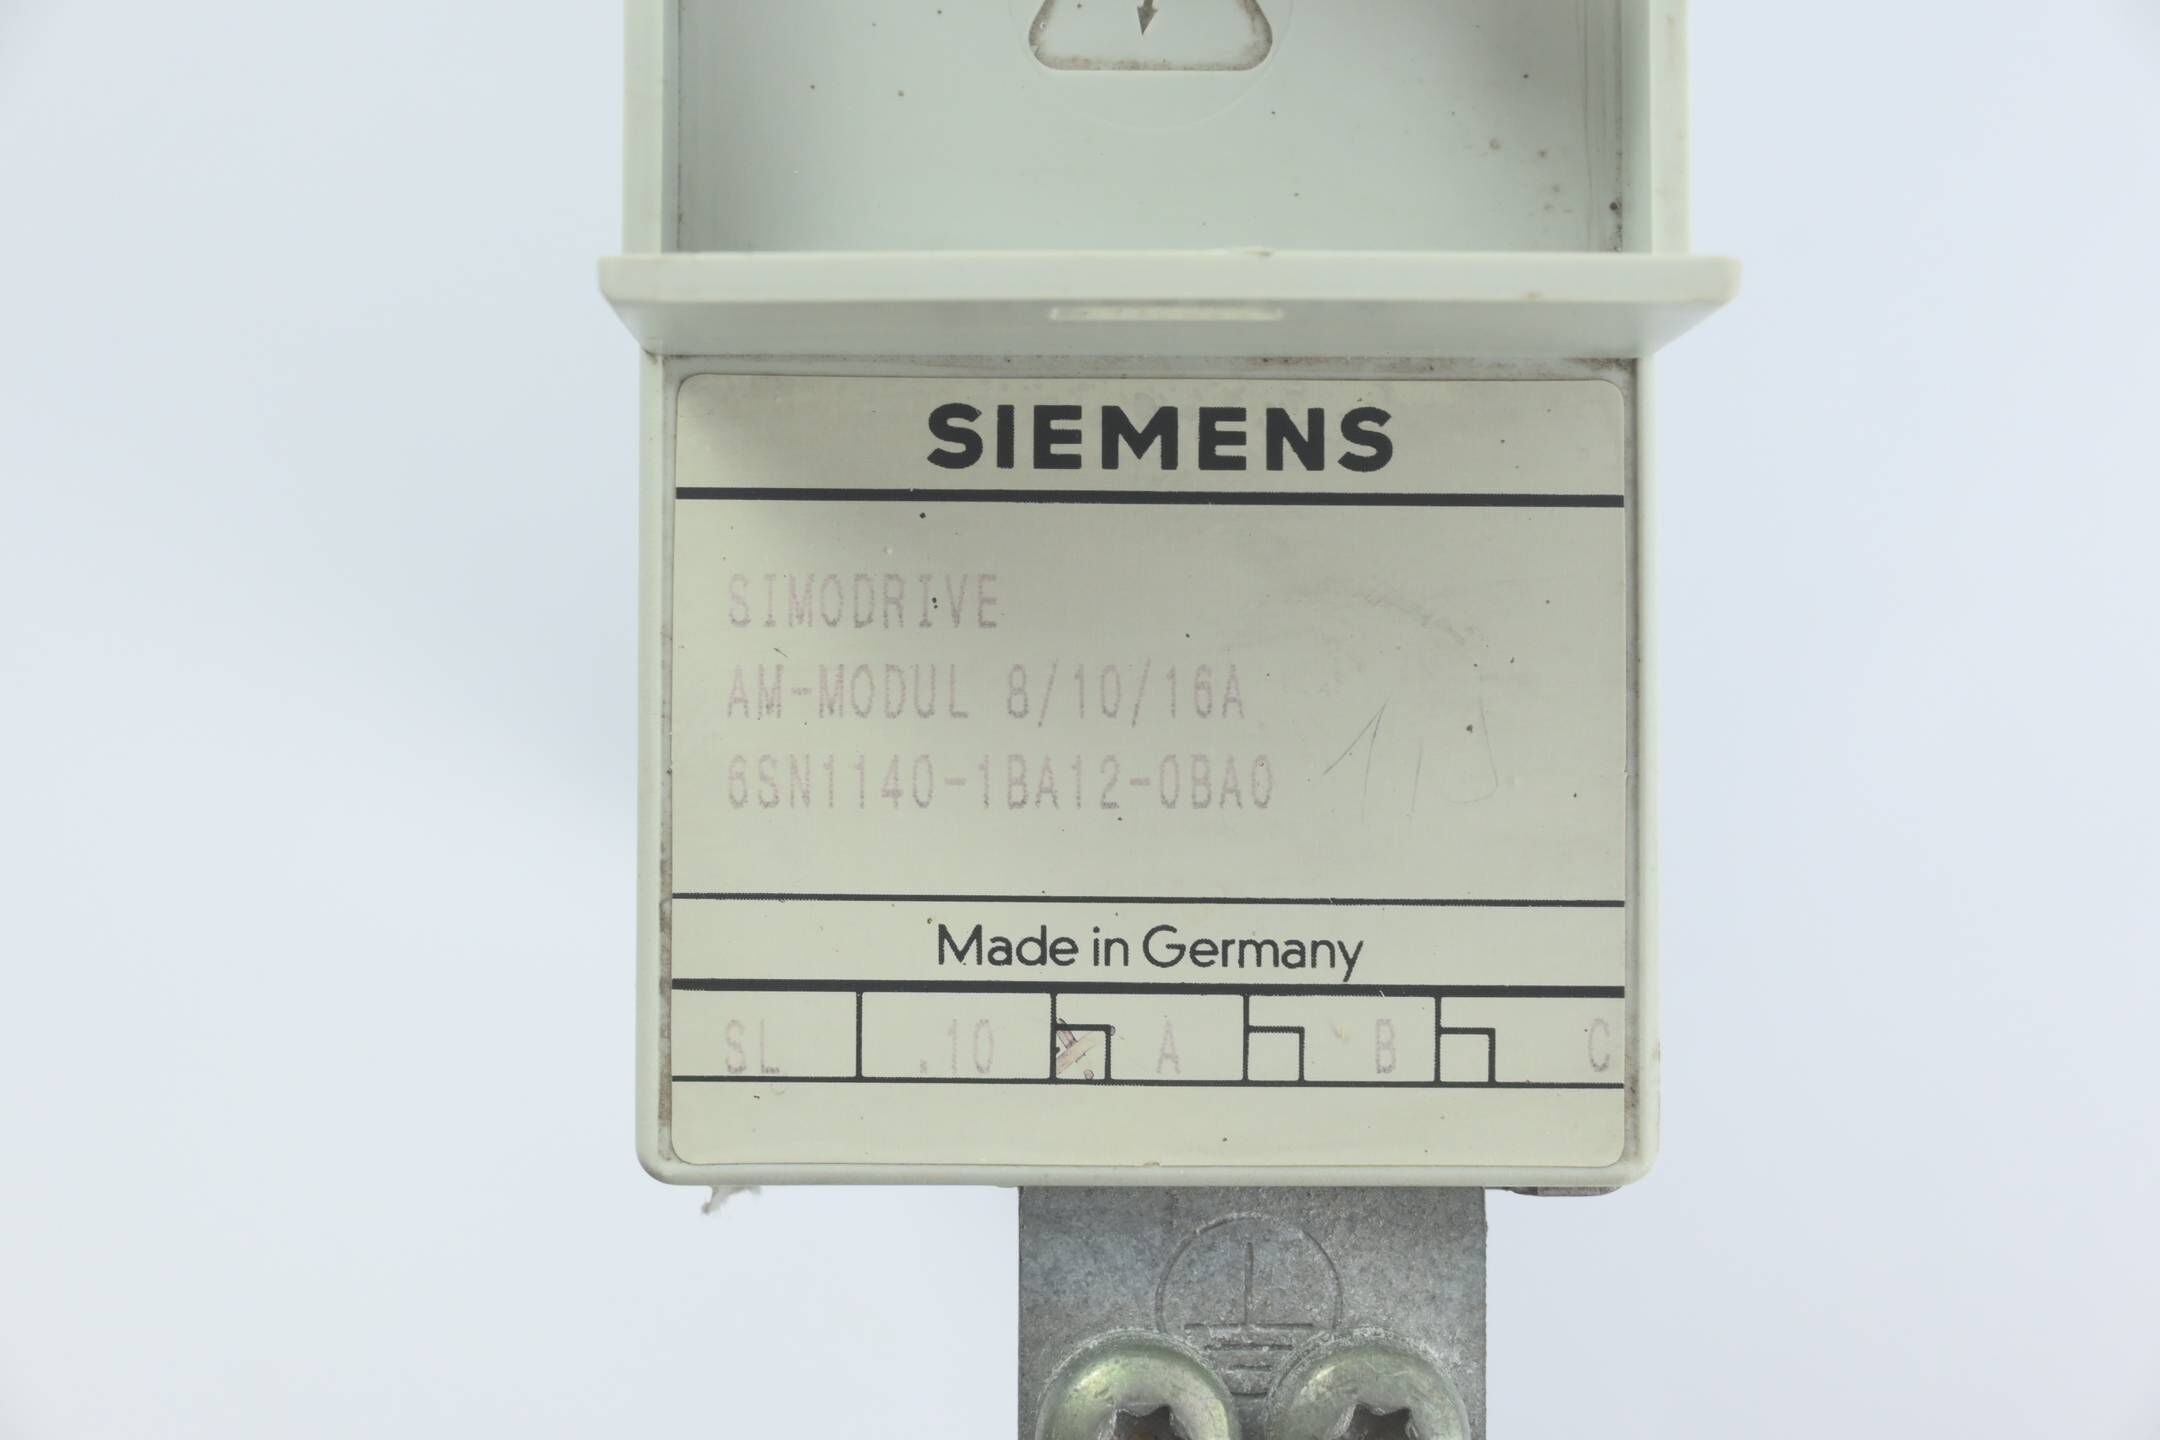 SIEMENS
SIMODRIVE
AM-MODUL 8/10/16A
6SN1140-1BA12-0BA0
Made in Germany
SL .10 A B C